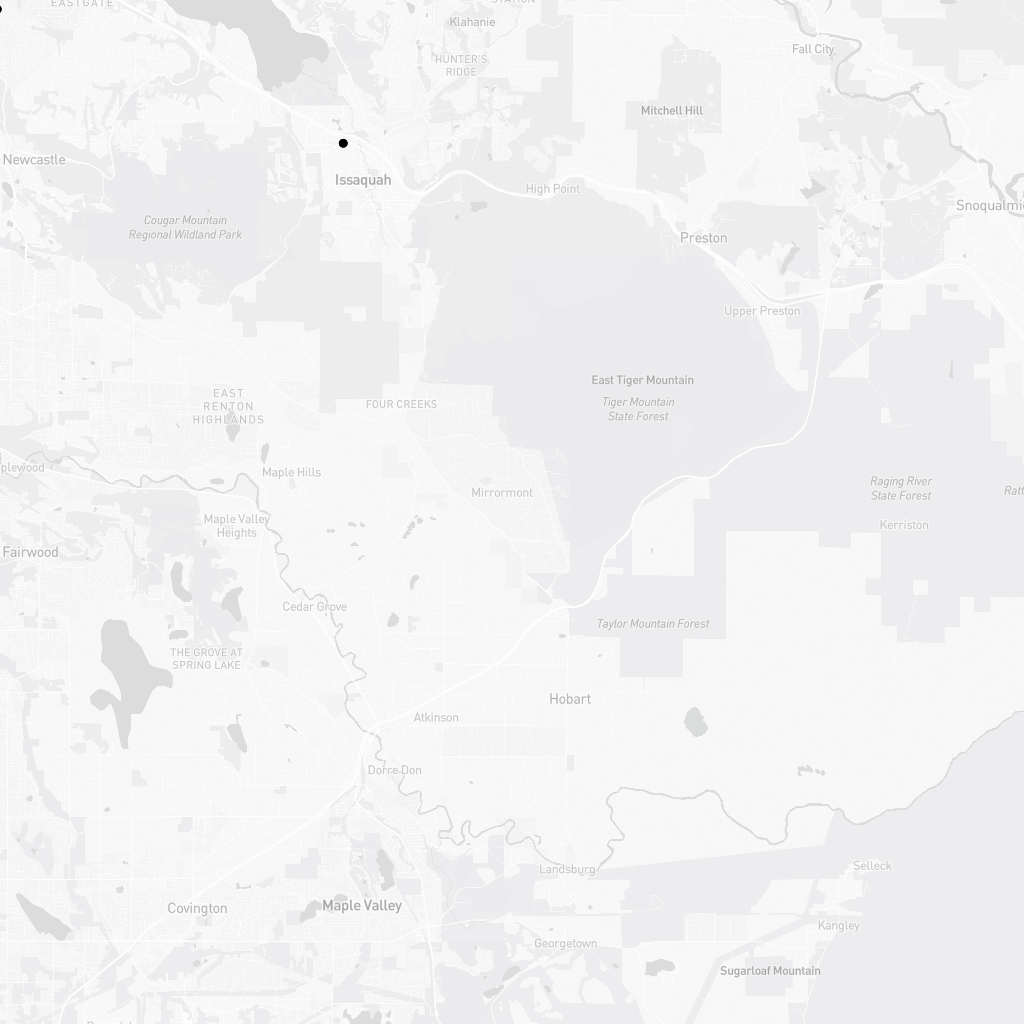 EASTGATE
STATION
Klahanie
Fall City
HUNTER'S
RIDGE
Mitchell Hill
Newcastle
Issaquah
High Point
Cougar Mountain
Regional Wildland Park
Snoqualmi
Preston
Upper Preston
East Tiger Mountain
Tiger Mountain
State Forest
EAST
RENTON
HIGHLANDS
FOUR CREEKS
plewood
Maple Hills
Mirrormont
Raging River
State Forest
Ratt
Maple Valley
Heights
Kerriston
Fairwood
Cedar Grove
Taylor Mountain Forest
THE GROVE AT
SPRING LAKE
Hobart
Atkinson
Dorre Don
Landsburg
Selleck
Covington
Maple Valley
Kangley
Georgetown
Sugarloaf Mountain